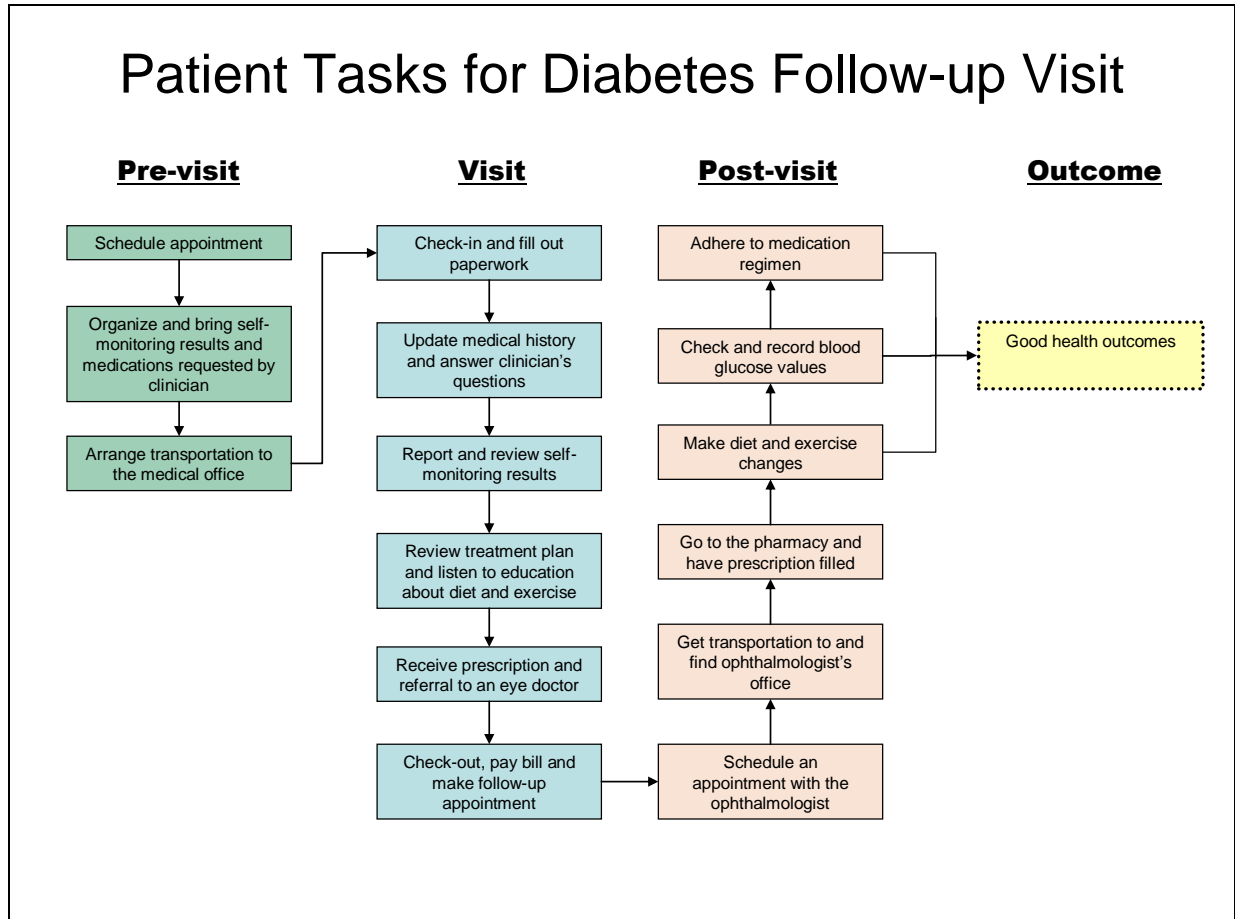 Patient Tasks for Diabetes Follow-up Visit
Pre-visit
Visit
Post-visit
Outcome
Schedule appointment
Organize and bring self-
monitoring results and
medications requested by
clinician
Arrange transportation to
the medical office
Check-in and fill out
paperwork
Update medical history
and answer clinician's
questions
Report and review self-
monitoring results
Review treatment plan
and listen to education
about diet and exercise
Receive prescription and
referral to an eye doctor
Check-out, pay bill and
make follow-up
appointment
Adhere to medication
regimen
Check and record blood
glucose values
Make diet and exercise
changes
Go to the pharmacy and
have prescription filled
Get transportation to and
find ophthalmologist's
office
Schedule an
appointment with the
ophthalmologist
Good health outcomes